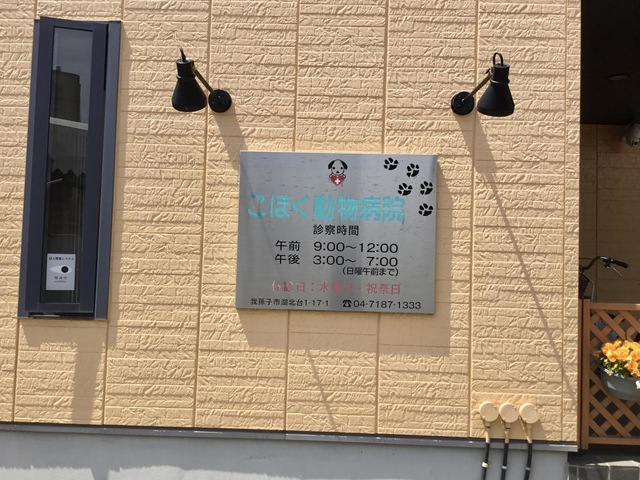 こほく動物病院
診察時間
午前 9:00～12:00
午後 3:00～ 7:00
（日曜午前まで）
休診日：水曜日・祝祭日
我孫子市湖北台1-17-1 ☎04-7187-1333